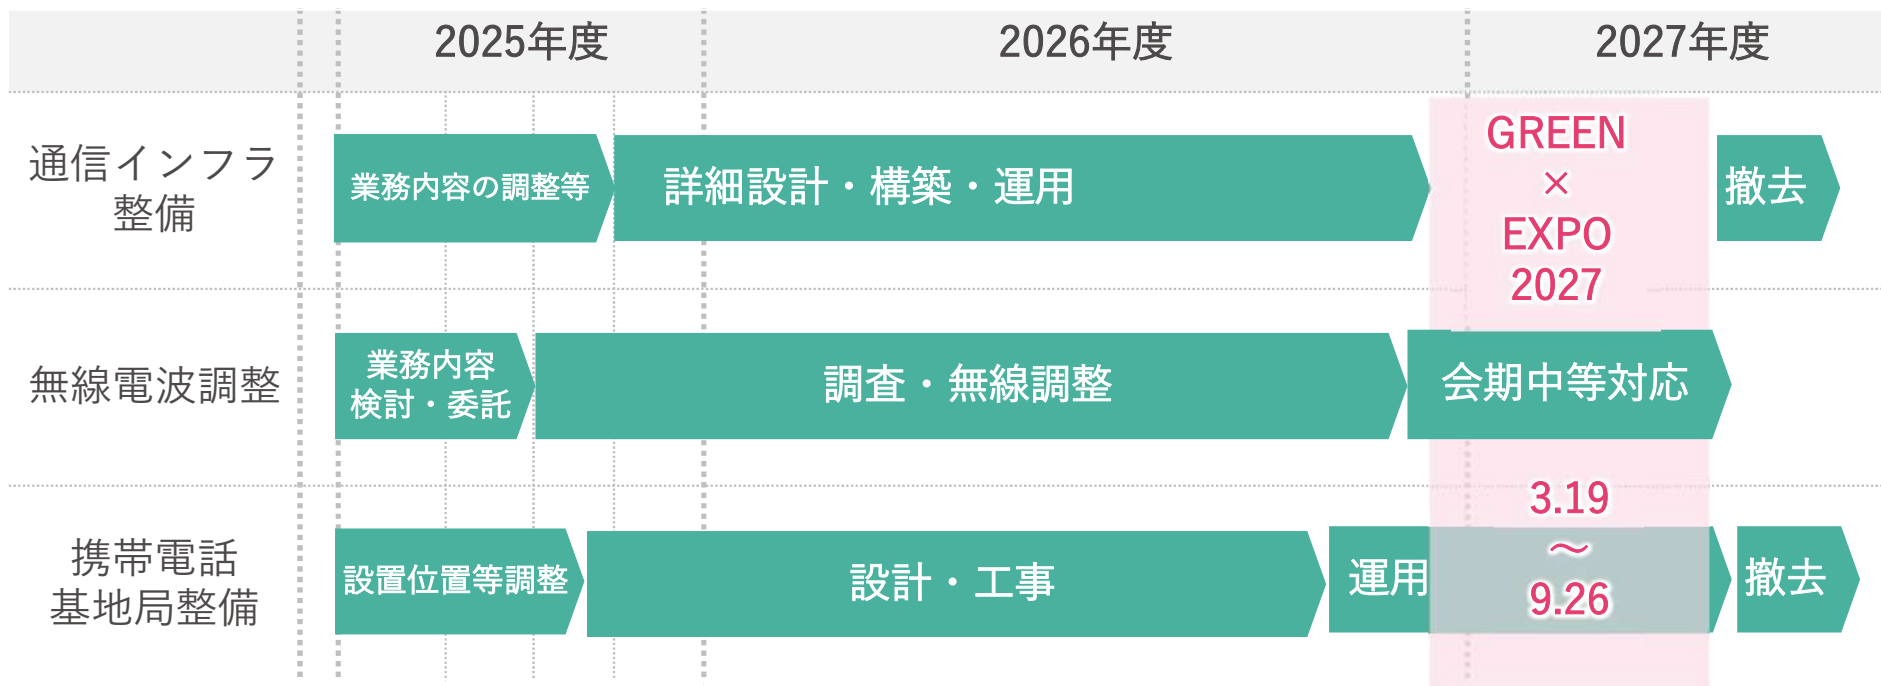 2025年度
2026年度
2027年度
通信インフラ
整備
業務内容の調整等
詳細設計・構築・運用
GREEN
×
EXPO
2027
撤去
無線電波調整
業務内容
検討・委託
調査・無線調整
会期中等対応
携帯電話
基地局整備
設置位置等調整
設計・工事
運用
3.19
～
9.26
撤去